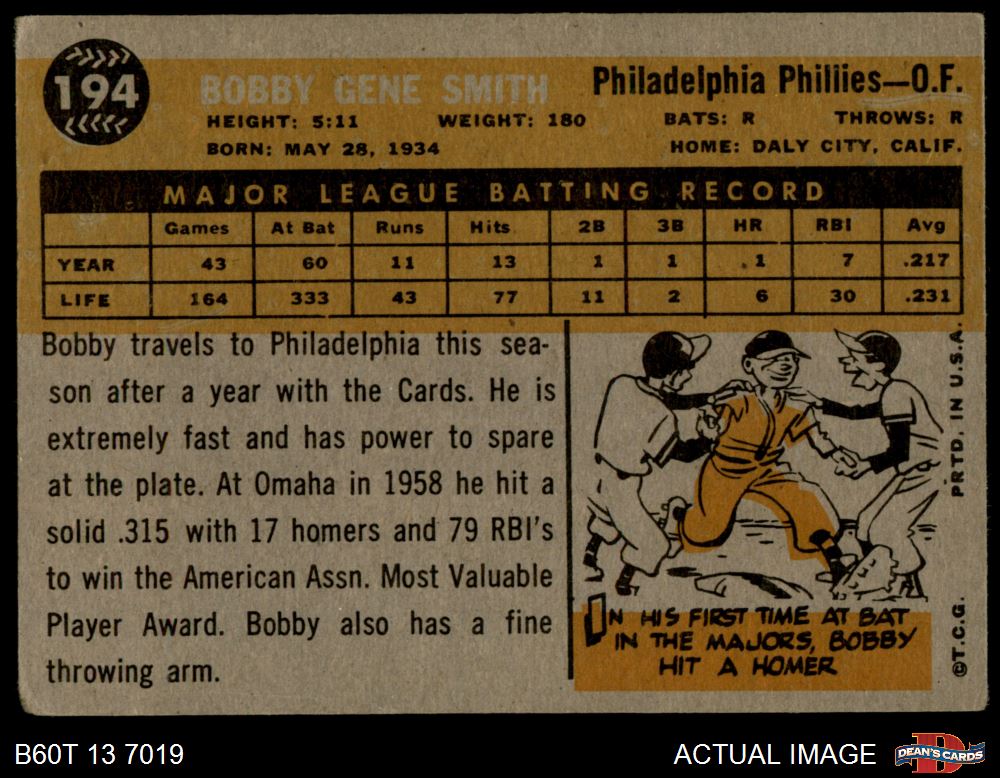 194
BOBBY GENE SMITH
Philadelphia Phillies—O.F.
HEIGHT: 5:11 WEIGHT: 180 BATS: R THROWS: R
BORN: MAY 28, 1934 HOME: DALY CITY, CALIF.
MAJOR LEAGUE BATTING RECORD
Games At Bat Runs Hits 2B 3B HR RBI Avg
YEAR 43 60 11 13 1 1 1 7 .217
LIFE 164 333 43 77 11 2 6 30 .231
Bobby travels to Philadelphia this sea-
son after a year with the Cards. He is
extremely fast and has power to spare
at the plate. At Omaha in 1958 he hit a
solid .315 with 17 homers and 79 RBI's
to win the American Assn. Most Valuable
Player Award. Bobby also has a fine
throwing arm.
IN HIS FIRST TIME AT BAT
IN THE MAJORS, BOBBY
HIT A HOMER
©T.C.G. PRTD. IN U.S.A.
B60T 13 7019
ACTUAL IMAGE
DEAN'S CARDS